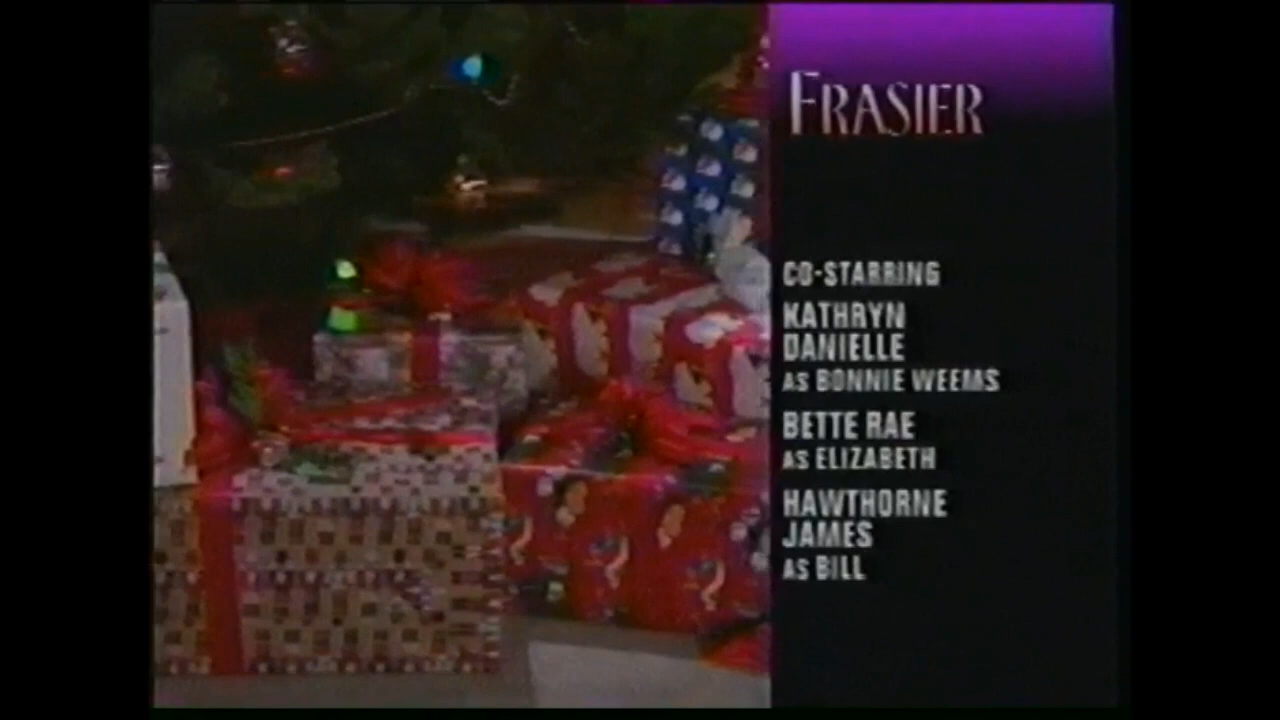 FRASIER
CO-STARRING
KATHRYN
DANIELLE
AS BONNIE WEEMS
BETTE RAE
AS ELIZABETH
HAWTHORNE
JAMES
AS BILL